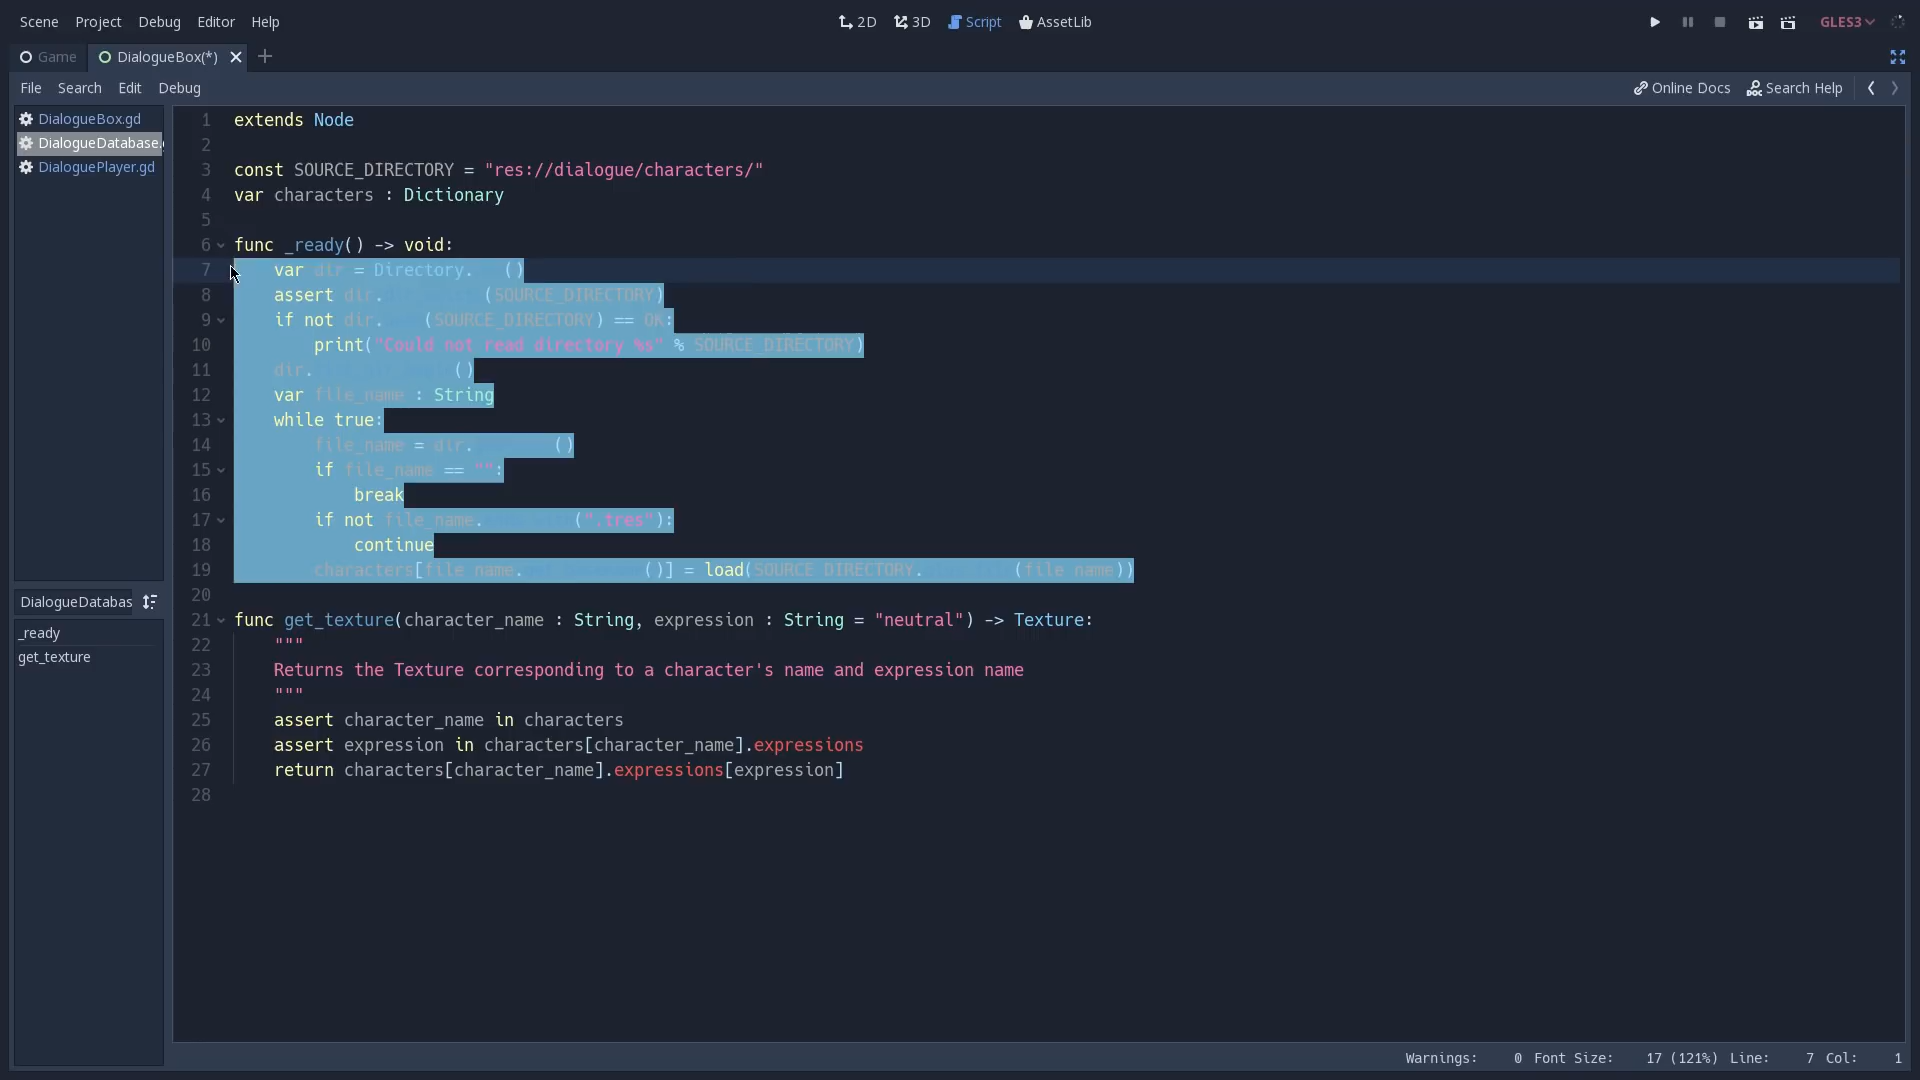 Scene Project Debug Editor Help
2D 3D Script AssetLib
GLES3
Game DialogueBox(*)
File Search Edit Debug
Online Docs Search Help
DialogueBox.gd
DialogueDatabase.
DialoguePlayer.gd
DialogueDatabas
_ready
get_texture
1 extends Node
2
3 const SOURCE_DIRECTORY = "res://dialogue/characters/"
4 var characters : Dictionary
5
6 func _ready() -> void:
7 var dir = Directory. ()
8 assert dir. (SOURCE_DIRECTORY)
9 if not dir. (SOURCE_DIRECTORY) == OK:
10 print("Could not read directory %s" % SOURCE_DIRECTORY)
11 dir. ()
12 var file_name : String
13 while true:
14 file_name = dir. ()
15 if file_name == "":
16 break
17 if not file_name. (".tres"):
18 continue
19 characters[file_name. ()] = load(SOURCE_DIRECTORY. (file_name))
20
21 func get_texture(character_name : String, expression : String = "neutral") -> Texture:
22 """
23 Returns the Texture corresponding to a character's name and expression name
24 """
25 assert character_name in characters
26 assert expression in characters[character_name].expressions
27 return characters[character_name].expressions[expression]
28
Warnings: 0 Font Size: 17 (121%) Line: 7 Col: 1